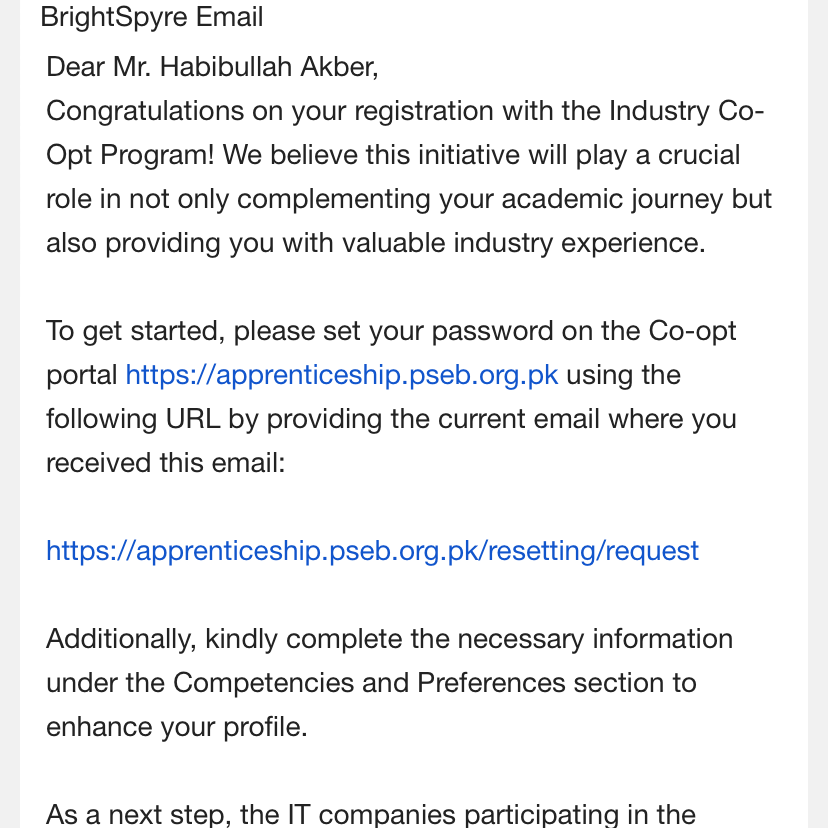 BrightSpyre Email
Dear Mr. Habibullah Akber,
Congratulations on your registration with the Industry Co-
Opt Program! We believe this initiative will play a crucial
role in not only complementing your academic journey but
also providing you with valuable industry experience.
To get started, please set your password on the Co-opt
portal https://apprenticeship.pseb.org.pk using the
following URL by providing the current email where you
received this email:
https://apprenticeship.pseb.org.pk/resetting/request
Additionally, kindly complete the necessary information
under the Competencies and Preferences section to
enhance your profile.
As a next step, the IT companies participating in the